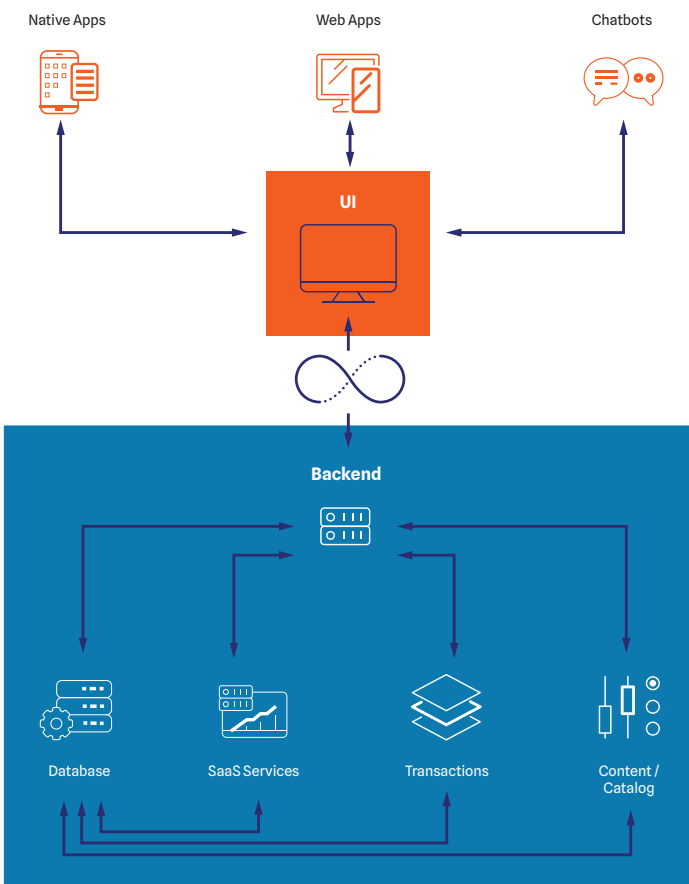 Native Apps
Web Apps
Chatbots
UI
Backend
Database
SaaS Services
Transactions
Content /
Catalog